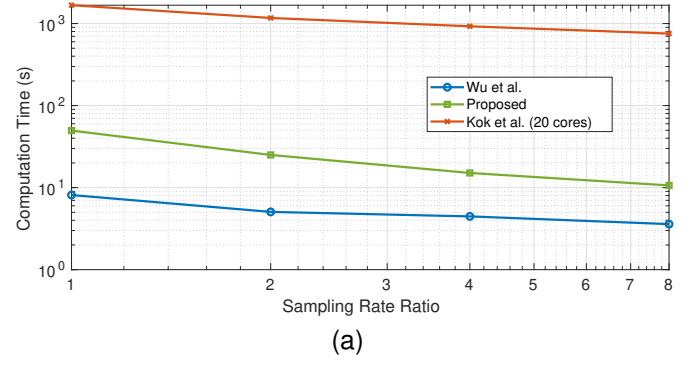 10^3
10^2
10^1
10^0
Computation Time (s)
Wu et al.
Proposed
Kok et al. (20 cores)
1 2 3 4 5 6 7 8
Sampling Rate Ratio
(a)